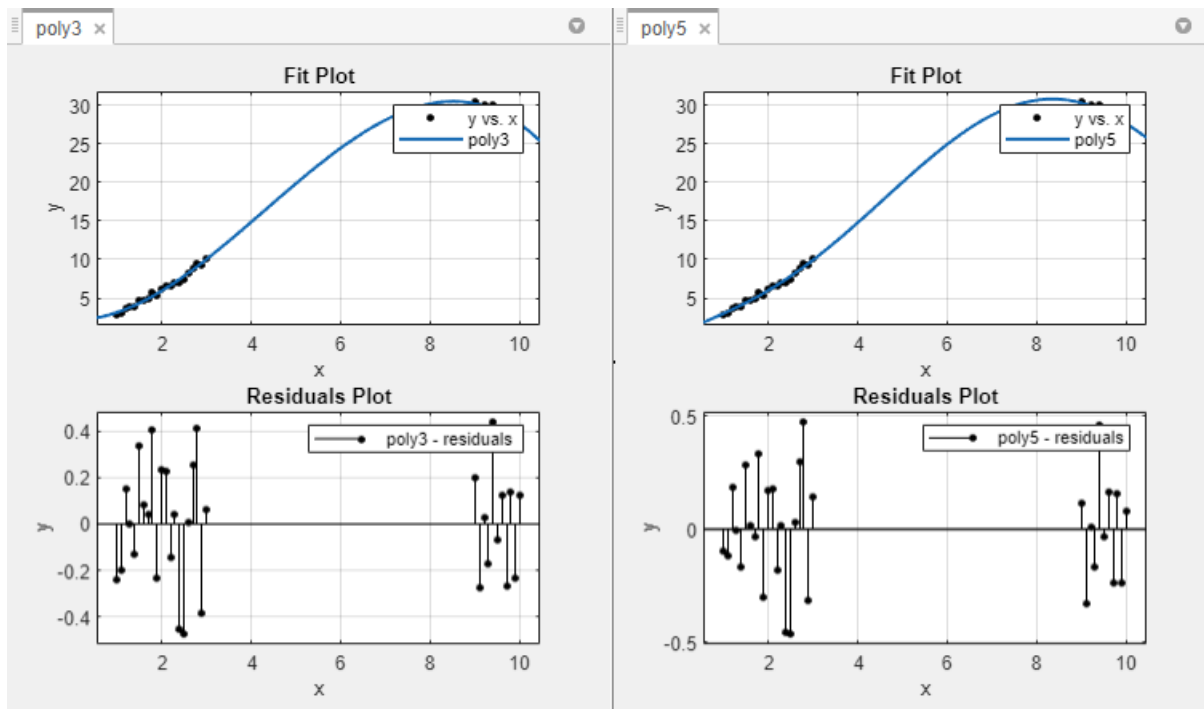 poly3 ×
Fit Plot
30
25
20
15
10
5
y
y vs. x
poly3
2 4 6 8 10
x
Residuals Plot
0.4
0.2
0
-0.2
-0.4
y
poly3 - residuals
2 4 6 8 10
x
poly5 ×
Fit Plot
30
25
20
15
10
5
y
y vs. x
poly5
2 4 6 8 10
x
Residuals Plot
0.5
0
-0.5
y
poly5 - residuals
2 4 6 8 10
x